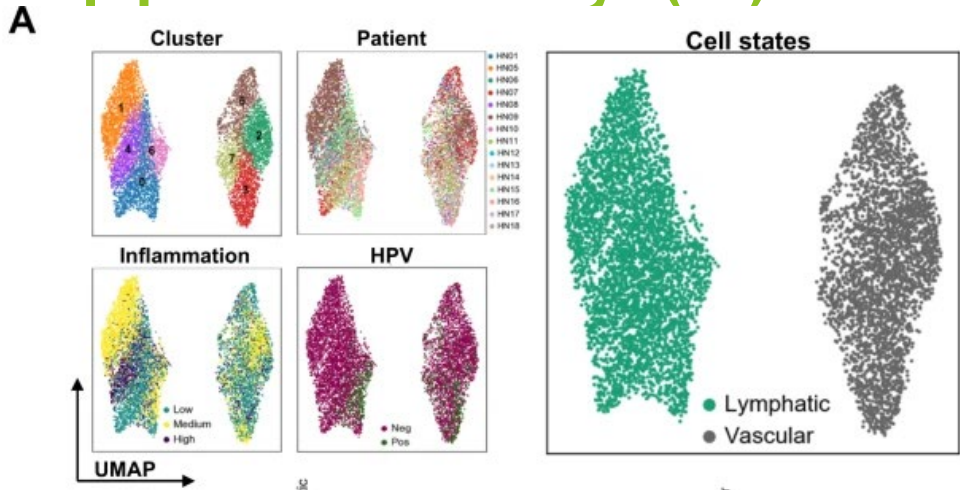 A
Cluster
Patient
Cell states
1
4
6
0
2
7
3
HN01
HN05
HN06
HN07
HN08
HN09
HN10
HN11
HN12
HN13
HN14
HN15
HN16
HN17
HN18
Inflammation
HPV
Low
Medium
High
Neg
Pos
Lymphatic
Vascular
UMAP